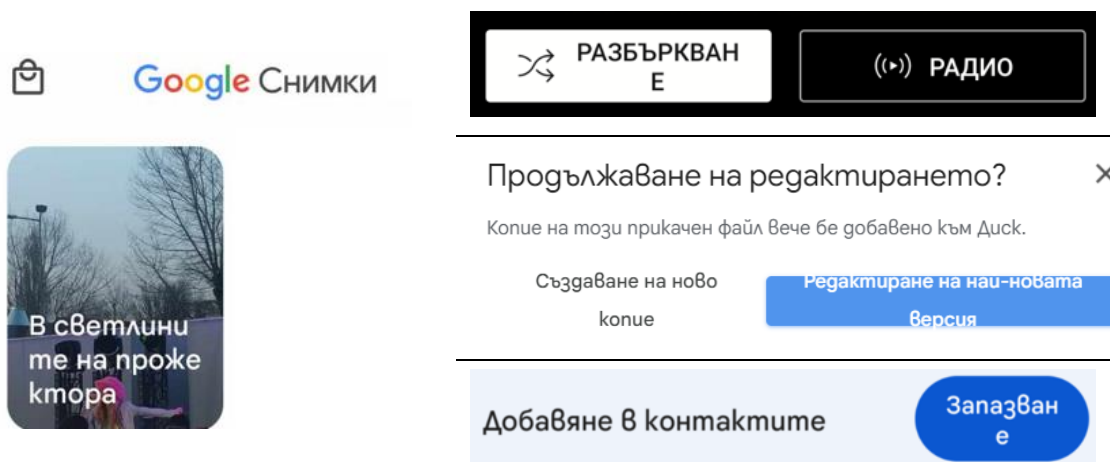 Google Снимки
В светлини
те на проже
ктора
РАЗБЪРКВАН
Е
РАДИО
Продължаване на редактирането?
Копие на този прикачен файл вече бе добавено към Диск.
Създаване на ново
копие
Редактиране на най-новата
версия
Добавяне в контактите
Запазван
е